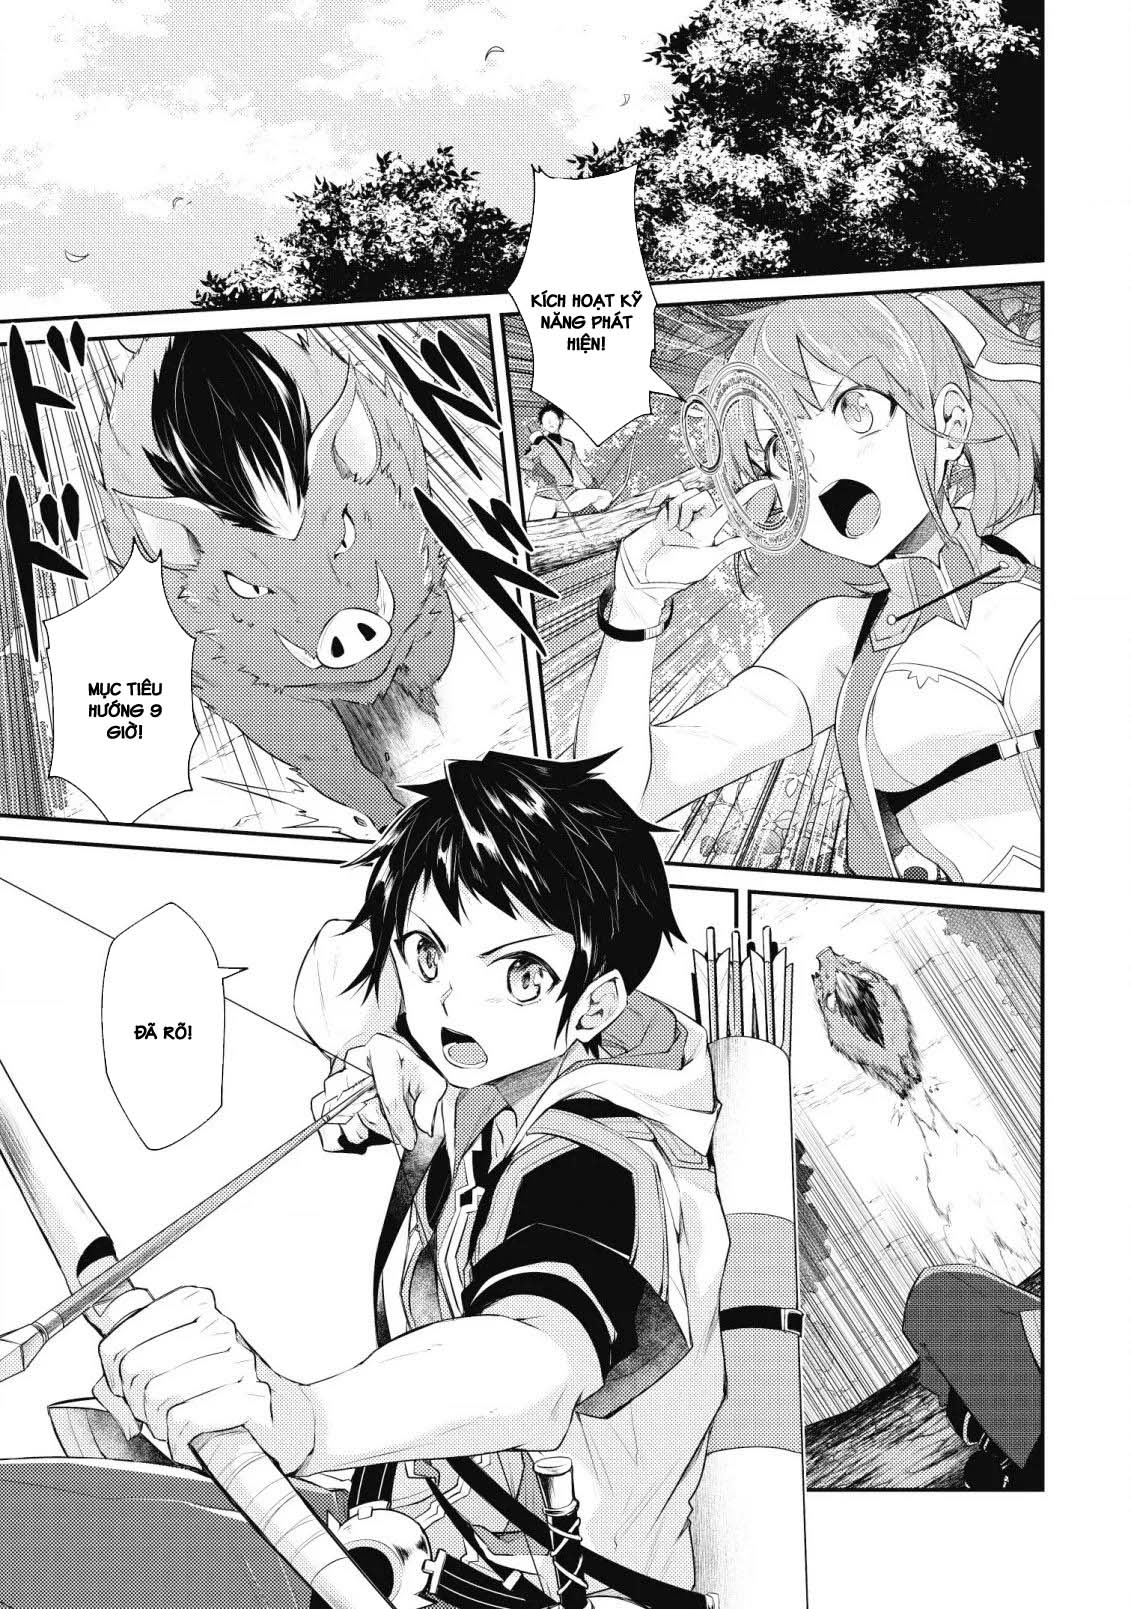 KÍCH HOẠT KỸ
NĂNG PHÁT
HIỆN!
ドド
ドド
MỤC TIÊU
HƯỚNG 9
GIỜ!
ĐÃ RÕ!